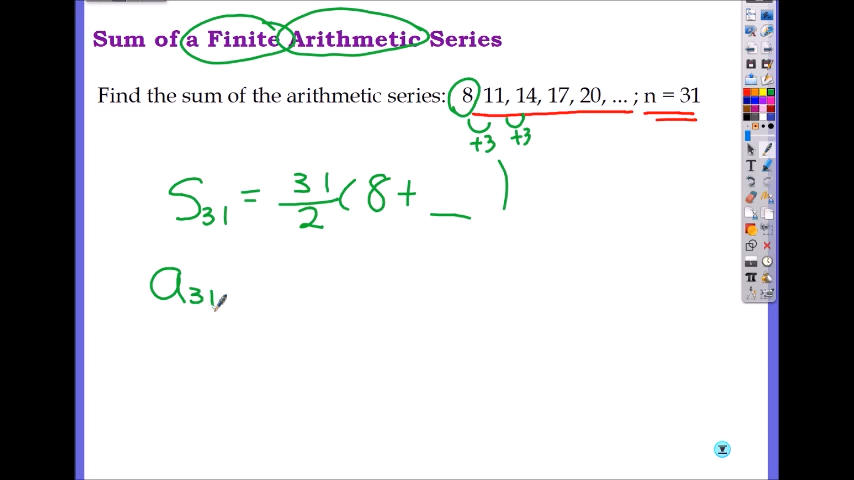 Sum of a Finite Arithmetic Series
Find the sum of the arithmetic series: 8, 11, 14, 17, 20, ... ; n = 31
+3 +3
S₃₁ = 31/2 ( 8 + __ )
a₃₁